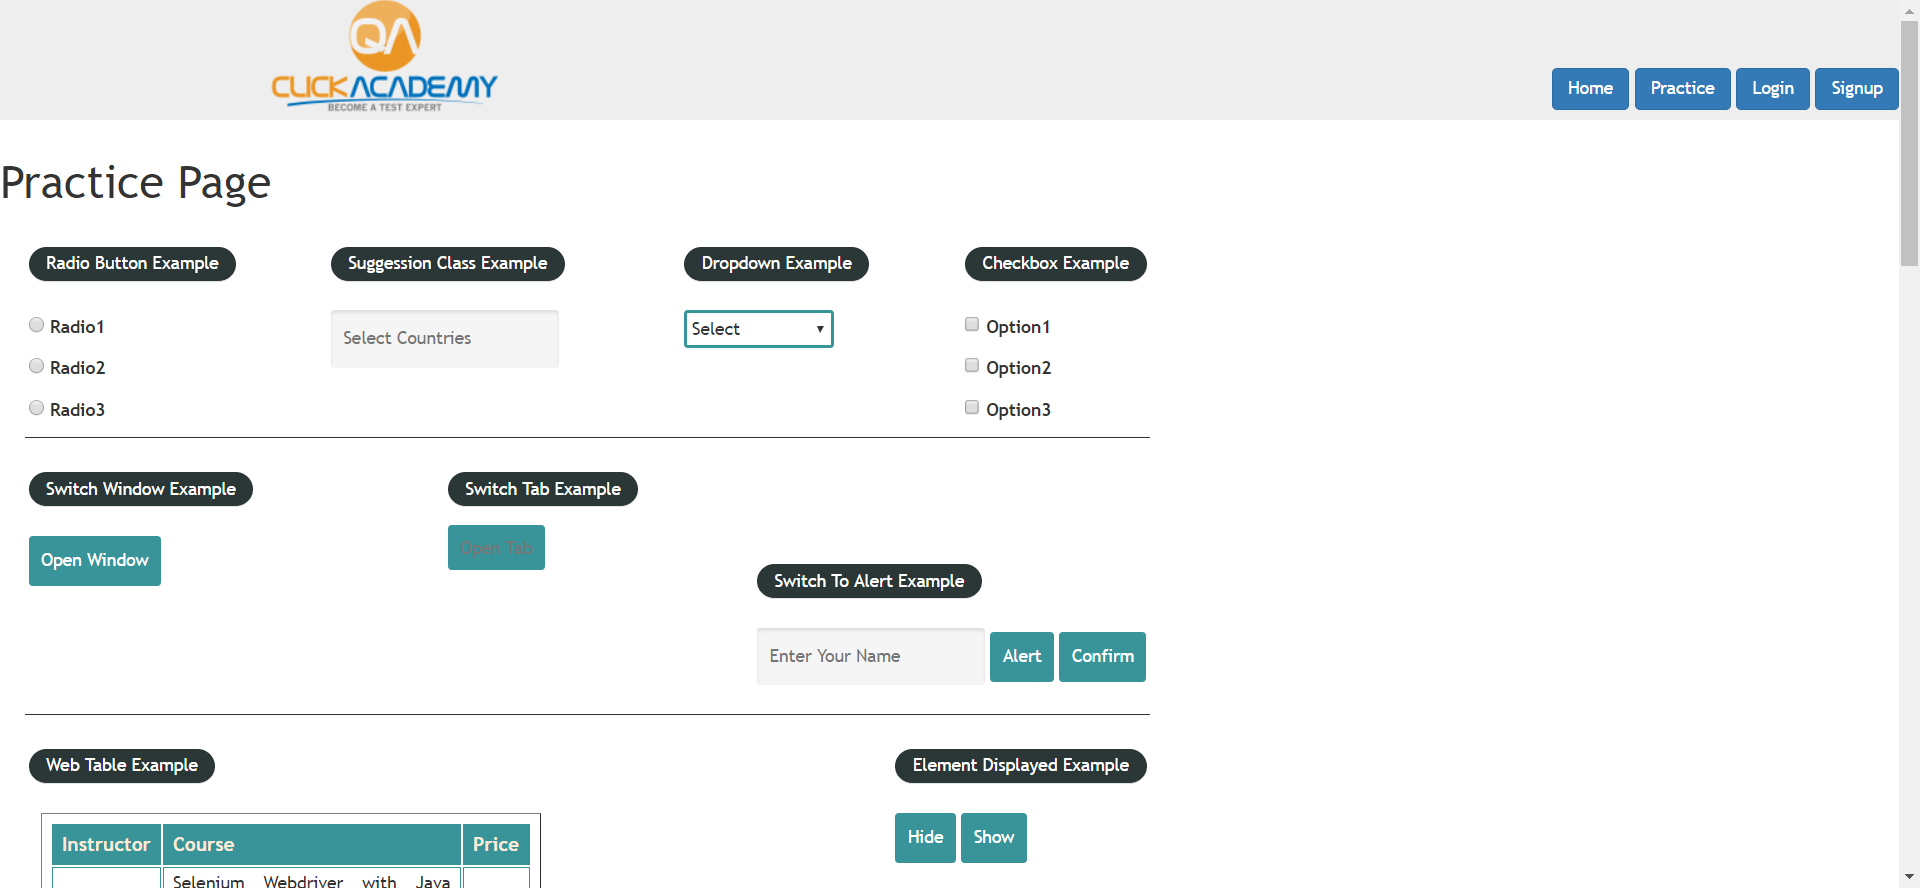 QA
CLICKACADEMY
BECOME A TEST EXPERT
Home Practice Login Signup
Practice Page
Radio Button Example Suggession Class Example Dropdown Example Checkbox Example
Radio1 Select Countries Select Option1
Radio2 Option2
Radio3 Option3
Switch Window Example Switch Tab Example
Open Window Open Tab
Switch To Alert Example
Enter Your Name Alert Confirm
Web Table Example Element Displayed Example
Hide Show
Instructor Course Price
Selenium Webdriver with Java